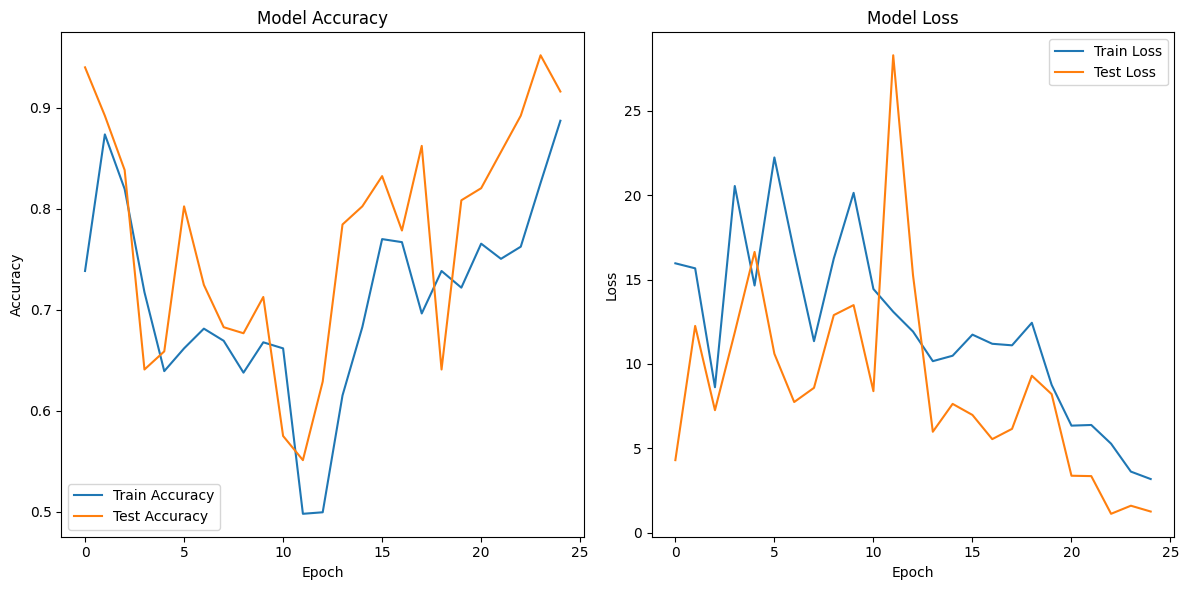 Model Accuracy
Accuracy
0.9
0.8
0.7
0.6
0.5
Train Accuracy
Test Accuracy
0 5 10 15 20 25
Epoch
Model Loss
Loss
25
20
15
10
5
0
Train Loss
Test Loss
0 5 10 15 20 25
Epoch